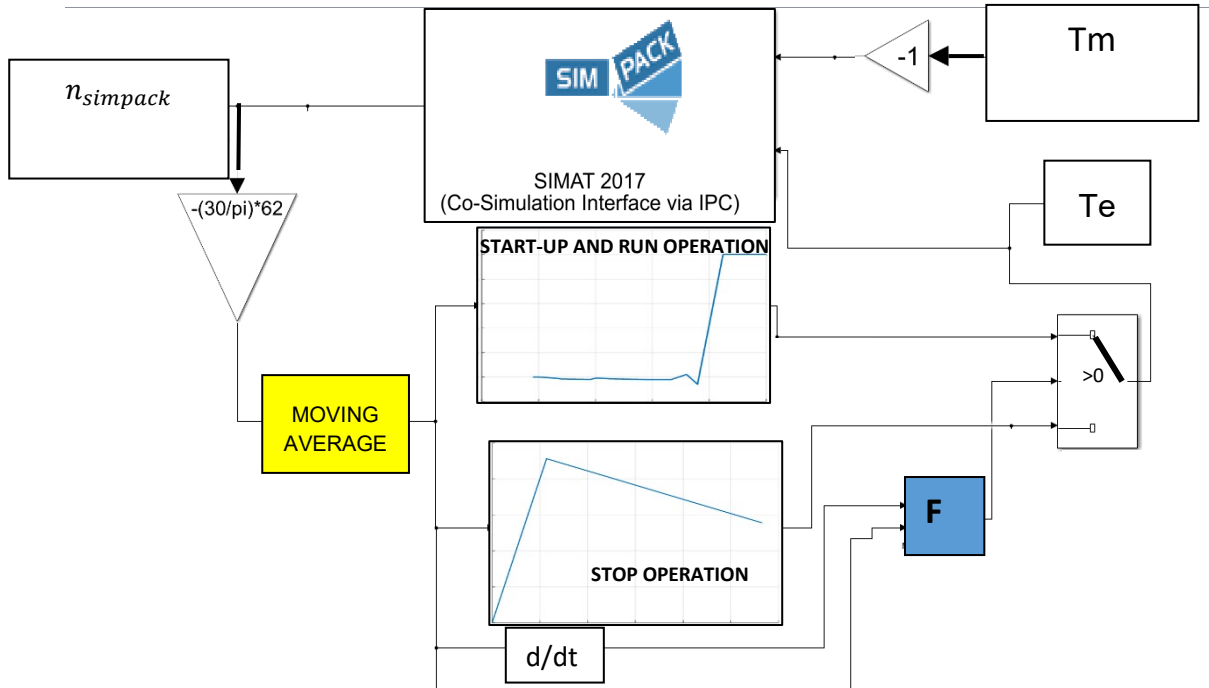 Tm
-1
SIM
PACK
n_simpack
SIMAT 2017
(Co-Simulation Interface via IPC)
Te
-(30/pi)*62
START-UP AND RUN OPERATION
>0
MOVING
AVERAGE
F
STOP OPERATION
d/dt